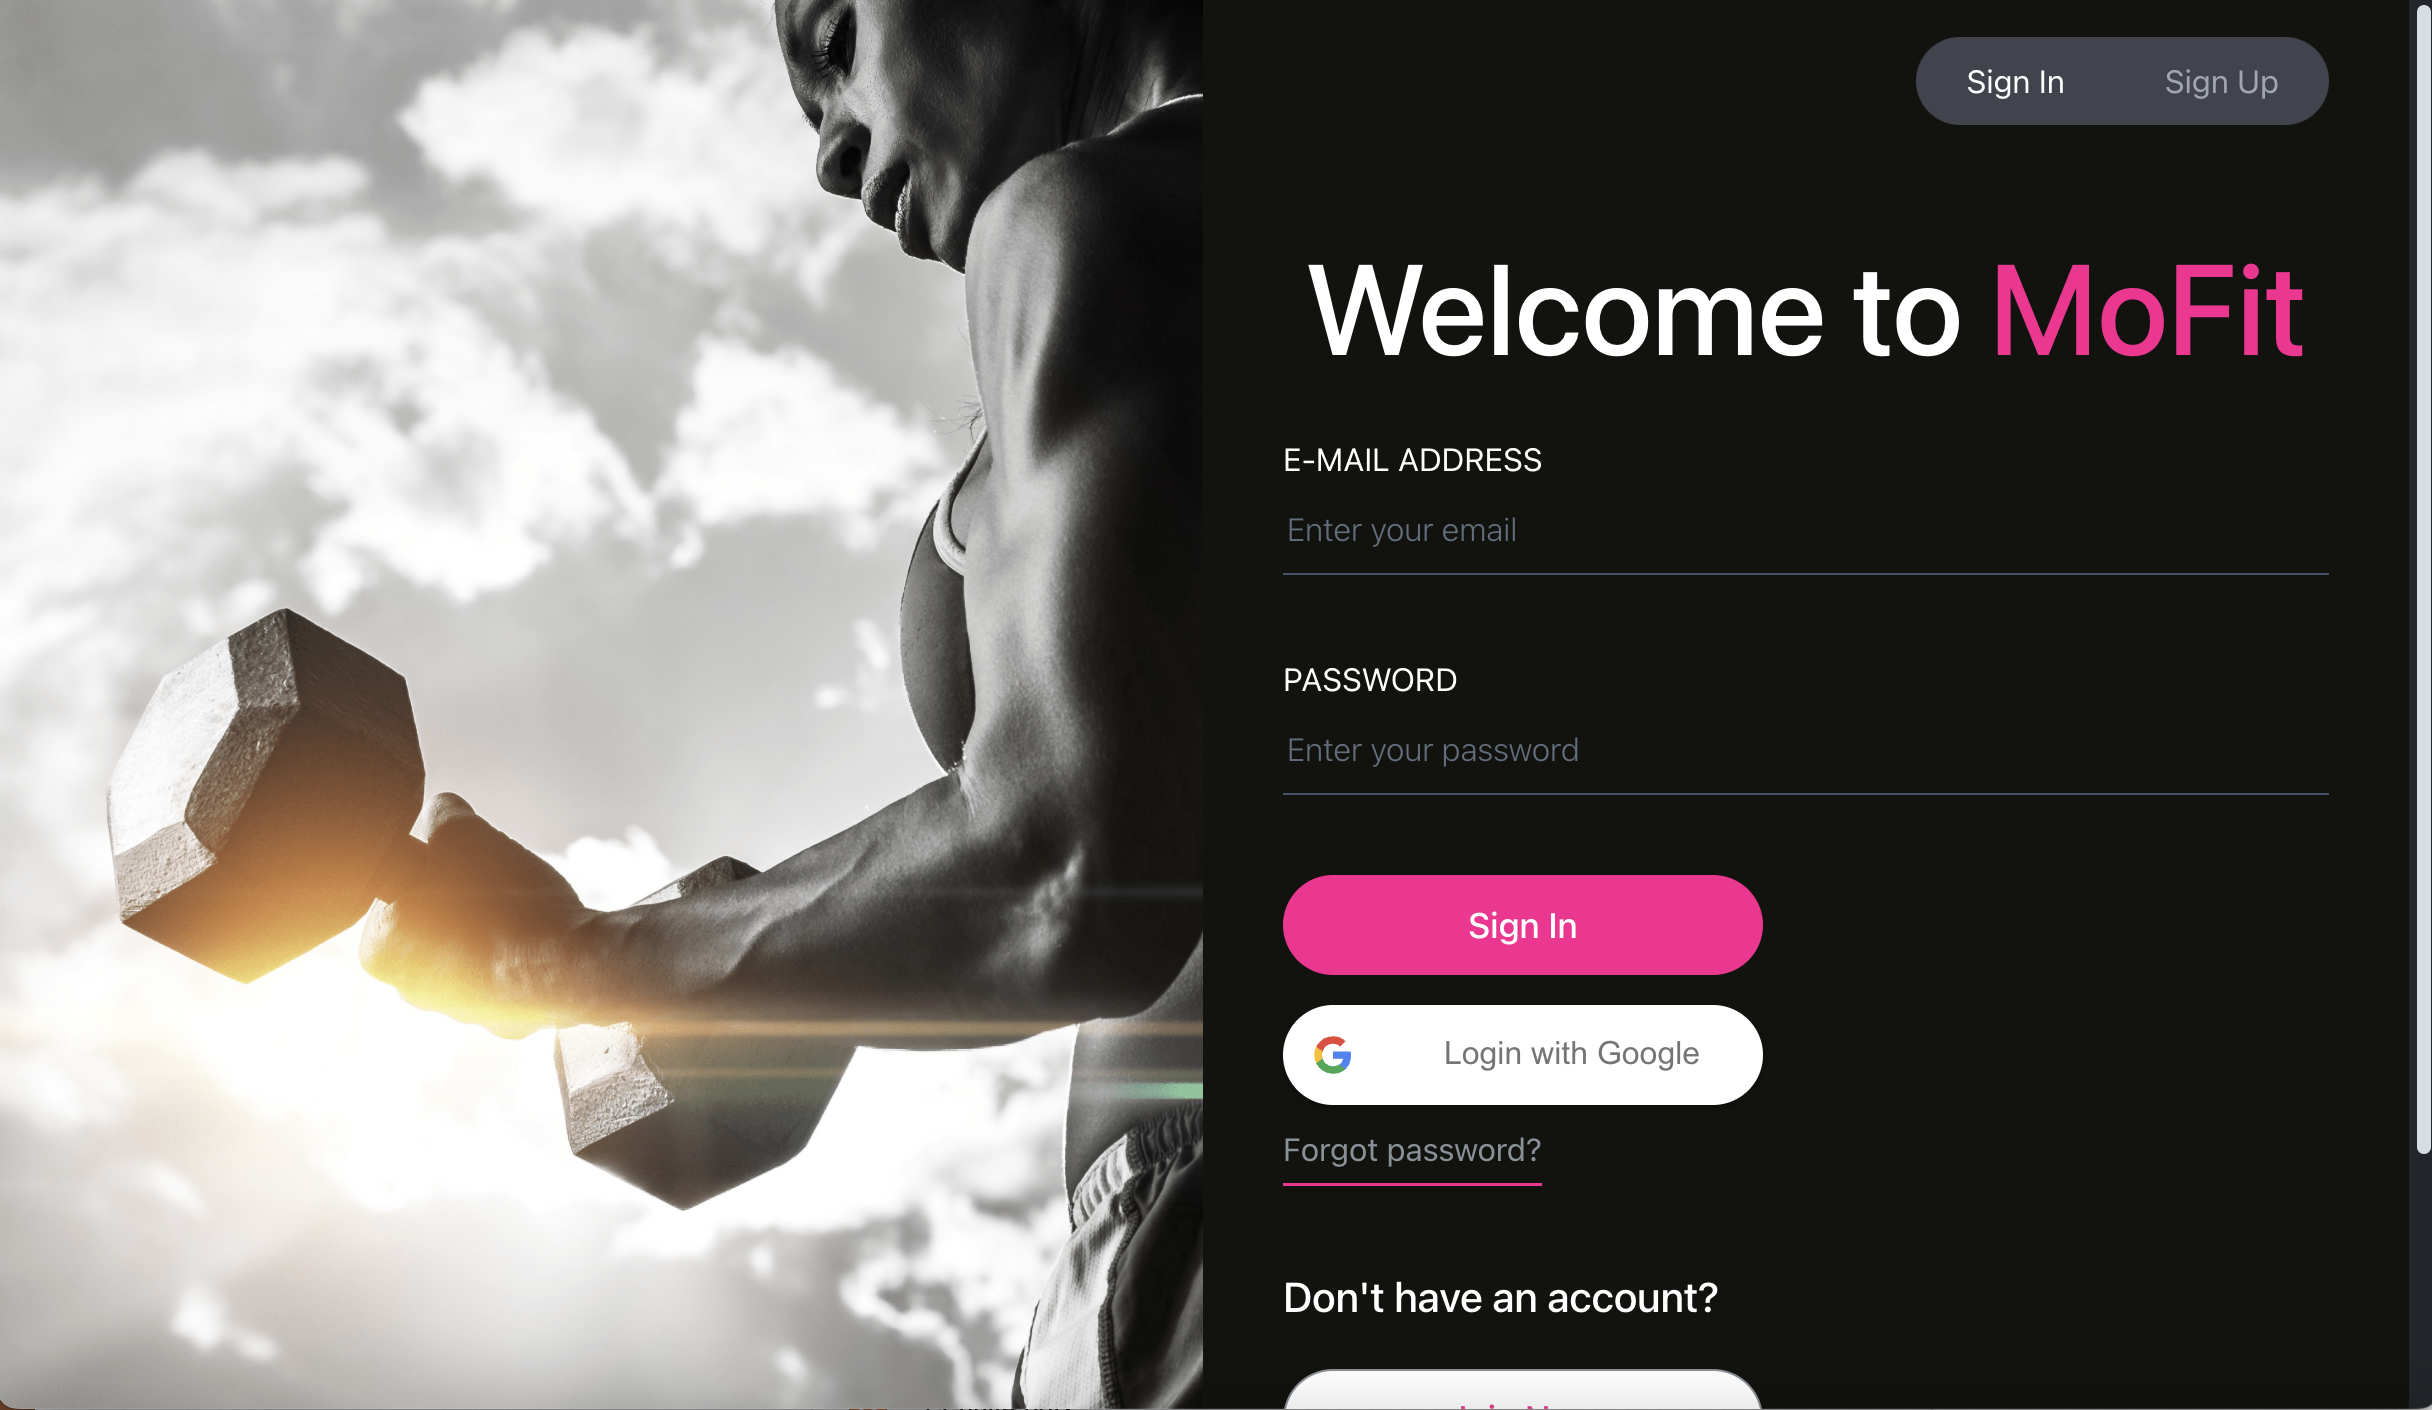 Sign In Sign Up
Welcome to MoFit
E-MAIL ADDRESS
Enter your email
PASSWORD
Enter your password
Sign In
Login with Google
Forgot password?
Don't have an account?